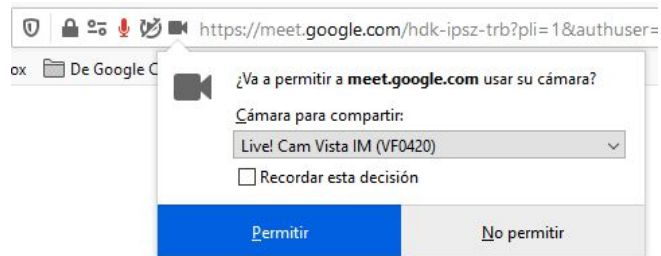 https://meet.google.com/hdk-ipsz-trb?pli=1&authuser=
ox De Google C
¿Va a permitir a meet.google.com usar su cámara?
Cámara para compartir:
Live! Cam Vista IM (VF0420)
Recordar esta decisión
Permitir No permitir